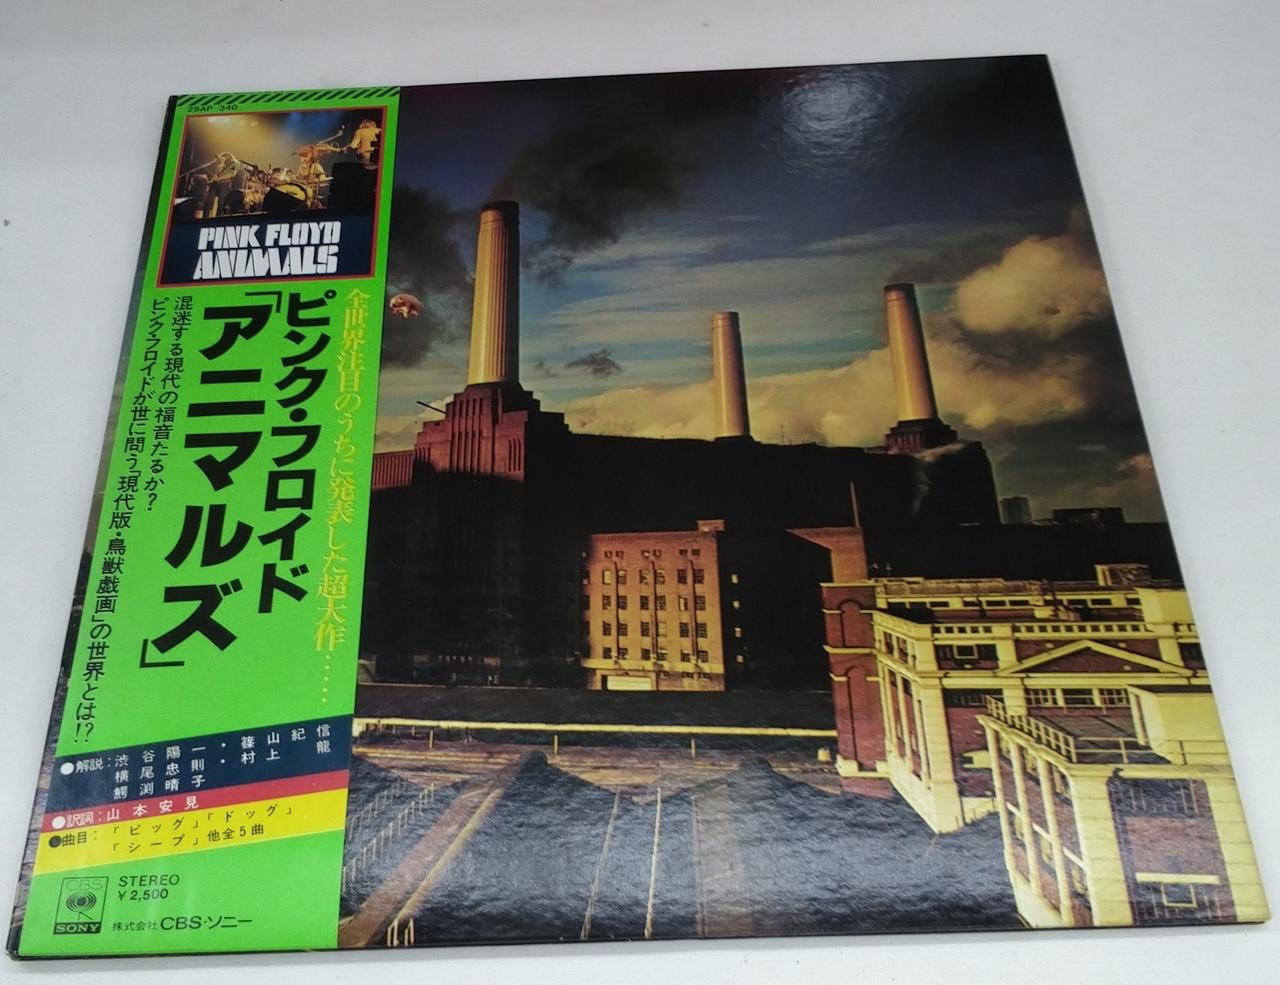 25AP 340
PINK FLOYD
ANIMALS
全世界注目のうちに発表した超大作……
ピンク・フロイド
「アニマルズ」
混迷する現代の福音たるか?
ピンク・フロイドが世に問う「現代版・鳥獣戯画」の世界とは!?
●解説：渋谷陽一・篠山紀信
横尾忠則・村上龍
鰐渕晴子
●訳詞：山本安見
●曲目：「ピッグ」「ドッグ」
「シープ」他全5曲
CBS
SONY
STEREO
¥2,500
株式会社 CBS・ソニー